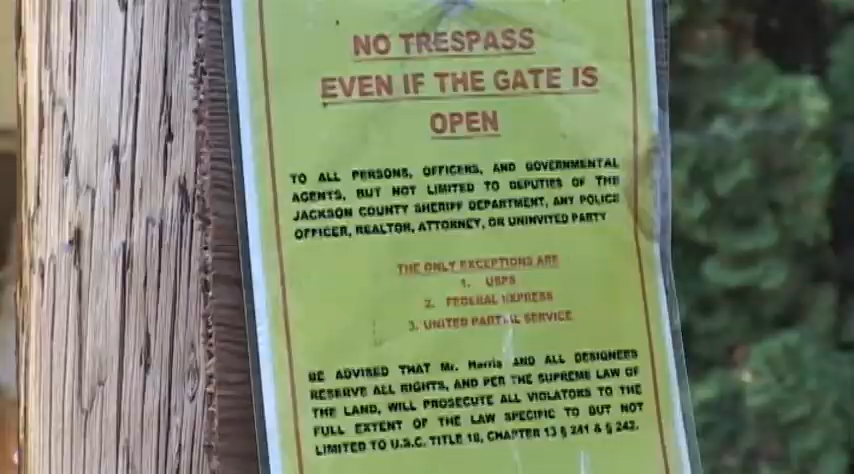 NO TRESPASS
EVEN IF THE GATE IS
OPEN
TO ALL PERSONS, OFFICERS, AND GOVERNMENTAL
AGENTS, BUT NOT LIMITED TO DEPUTIES OF THE
JACKSON COUNTY SHERIFF DEPARTMENT, ANY POLICE
OFFICER, REALTOR, ATTORNEY, OR UNINVITED PARTY
THE ONLY EXCEPTIONS ARE
1. USPS
2. FEDERAL EXPRESS
3. UNITED PARTIAL SERVICE
BE ADVISED THAT Mr. Harris AND ALL DESIGNEES
RESERVE ALL RIGHTS, AND PER THE SUPREME LAW OF
THE LAND, WILL PROSECUTE ALL VIOLATORS TO THE
FULL EXTENT OF THE LAW SPECIFIC TO BUT NOT
LIMITED TO U.S.C. TITLE 18, CHAPTER 13 § 241 & § 242.